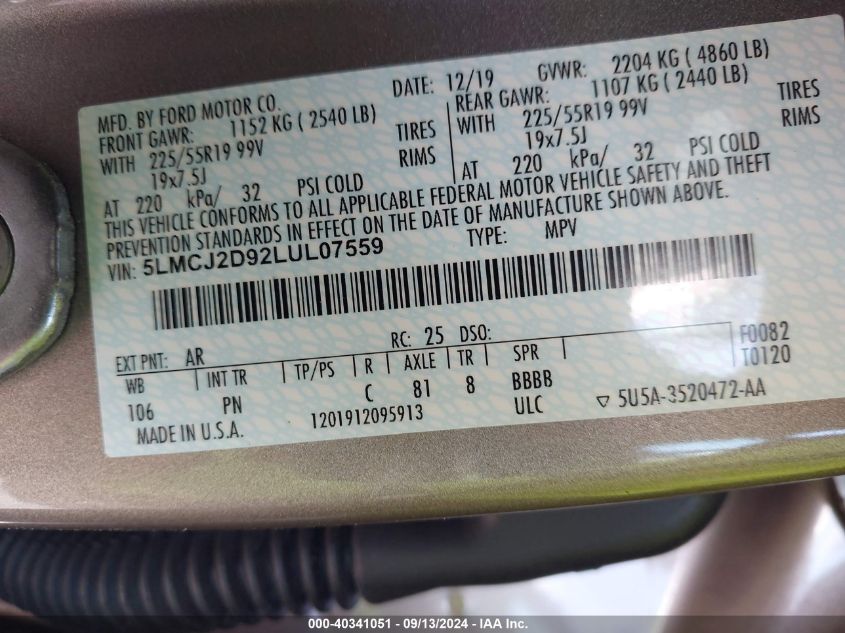 MFD. BY FORD MOTOR CO.
DATE: 12/19
GVWR: 2204 KG ( 4860 LB)
FRONT GAWR: 1152 KG ( 2540 LB)
WITH 225/55R19 99V TIRES
19x7.5J RIMS
AT 220 kPa/ 32 PSI COLD
REAR GAWR: 1107 KG ( 2440 LB)
WITH 225/55R19 99V TIRES
19x7.5J RIMS
AT 220 kPa/ 32 PSI COLD
THIS VEHICLE CONFORMS TO ALL APPLICABLE FEDERAL MOTOR VEHICLE SAFETY AND THEFT
PREVENTION STANDARDS IN EFFECT ON THE DATE OF MANUFACTURE SHOWN ABOVE.
VIN: 5LMCJ2D92LUL07559 TYPE: MPV
EXT PNT: AR RC: 25 DSO: F0082
WB INT TR TP/PS R AXLE TR SPR T0120
106 PN C 81 8 BBBB
MADE IN U.S.A. 1201912095913 ULC ▽ 5U5A-3520472-AA
000-40341051 - 09/13/2024 - IAA Inc.